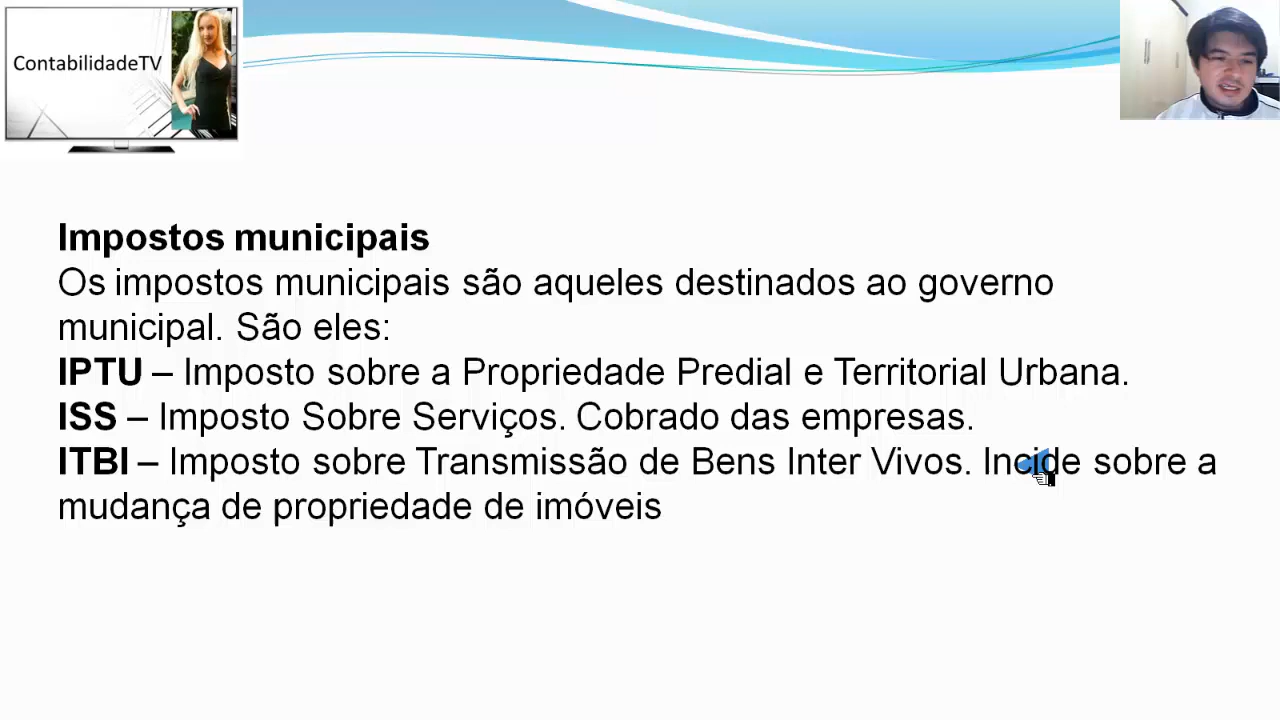 ContabilidadeTV
Impostos municipais
Os impostos municipais são aqueles destinados ao governo
municipal. São eles:
IPTU – Imposto sobre a Propriedade Predial e Territorial Urbana.
ISS – Imposto Sobre Serviços. Cobrado das empresas.
ITBI – Imposto sobre Transmissão de Bens Inter Vivos. Incide sobre a
mudança de propriedade de imóveis